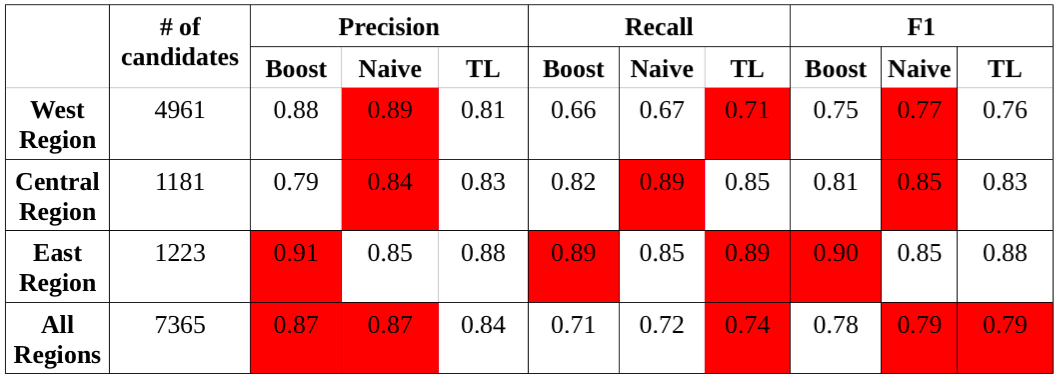 # of candidates Precision Recall F1
Boost Naive TL Boost Naive TL Boost Naive TL
West Region 4961 0.88 0.89 0.81 0.66 0.67 0.71 0.75 0.77 0.76
Central Region 1181 0.79 0.84 0.83 0.82 0.89 0.85 0.81 0.85 0.83
East Region 1223 0.91 0.85 0.88 0.89 0.85 0.89 0.90 0.85 0.88
All Regions 7365 0.87 0.87 0.84 0.71 0.72 0.74 0.78 0.79 0.79